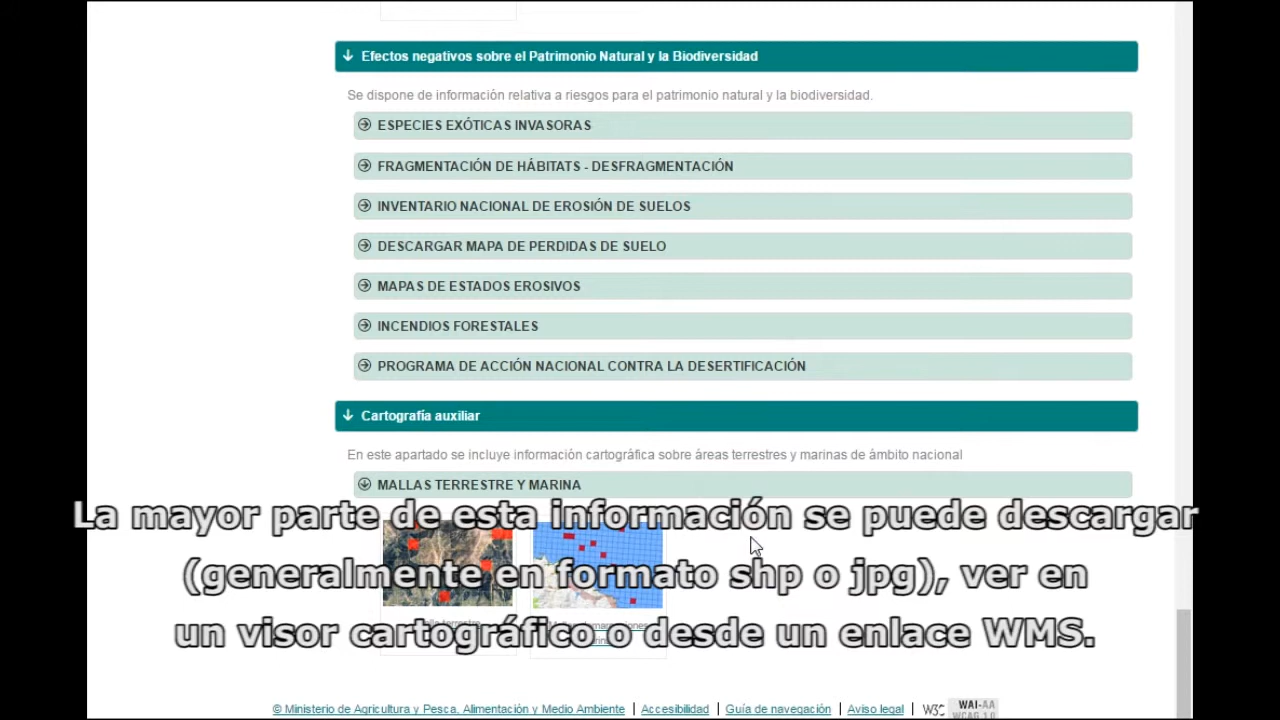 Efectos negativos sobre el Patrimonio Natural y la Biodiversidad
Se dispone de información relativa a riesgos para el patrimonio natural y la biodiversidad.
ESPECIES EXÓTICAS INVASORAS
FRAGMENTACIÓN DE HÁBITATS - DESFRAGMENTACIÓN
INVENTARIO NACIONAL DE EROSIÓN DE SUELOS
DESCARGAR MAPA DE PERDIDAS DE SUELO
MAPAS DE ESTADOS EROSIVOS
INCENDIOS FORESTALES
PROGRAMA DE ACCIÓN NACIONAL CONTRA LA DESERTIFICACIÓN
Cartografía auxiliar
En este apartado se incluye información cartográfica sobre áreas terrestres y marinas de ámbito nacional
MALLAS TERRESTRE Y MARINA
La mayor parte de esta información se puede descargar
(generalmente en formato shp o jpg), ver en
un visor cartográfico o desde un enlace WMS.
© Ministerio de Agricultura y Pesca, Alimentación y Medio Ambiente | Accesibilidad | Guía de navegación | Aviso legal | W3C WAI-AA
WCAG 1.0